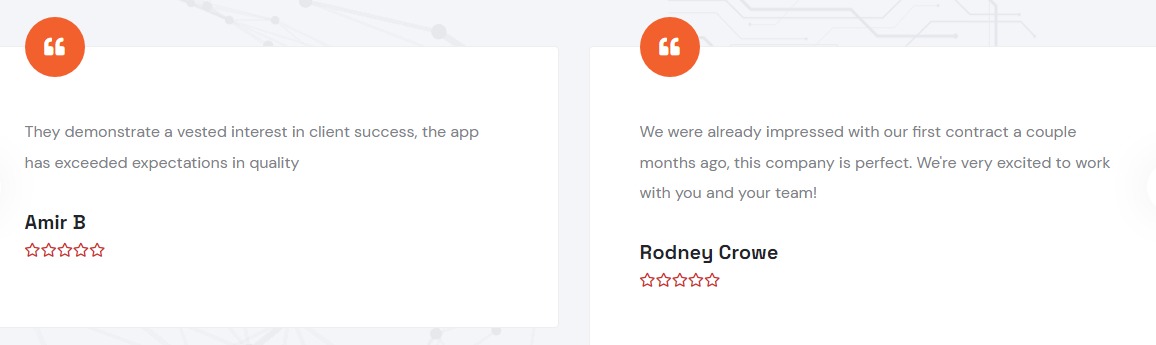 They demonstrate a vested interest in client success, the app
has exceeded expectations in quality
Amir B
We were already impressed with our first contract a couple
months ago, this company is perfect. We're very excited to work
with you and your team!
Rodney Crowe